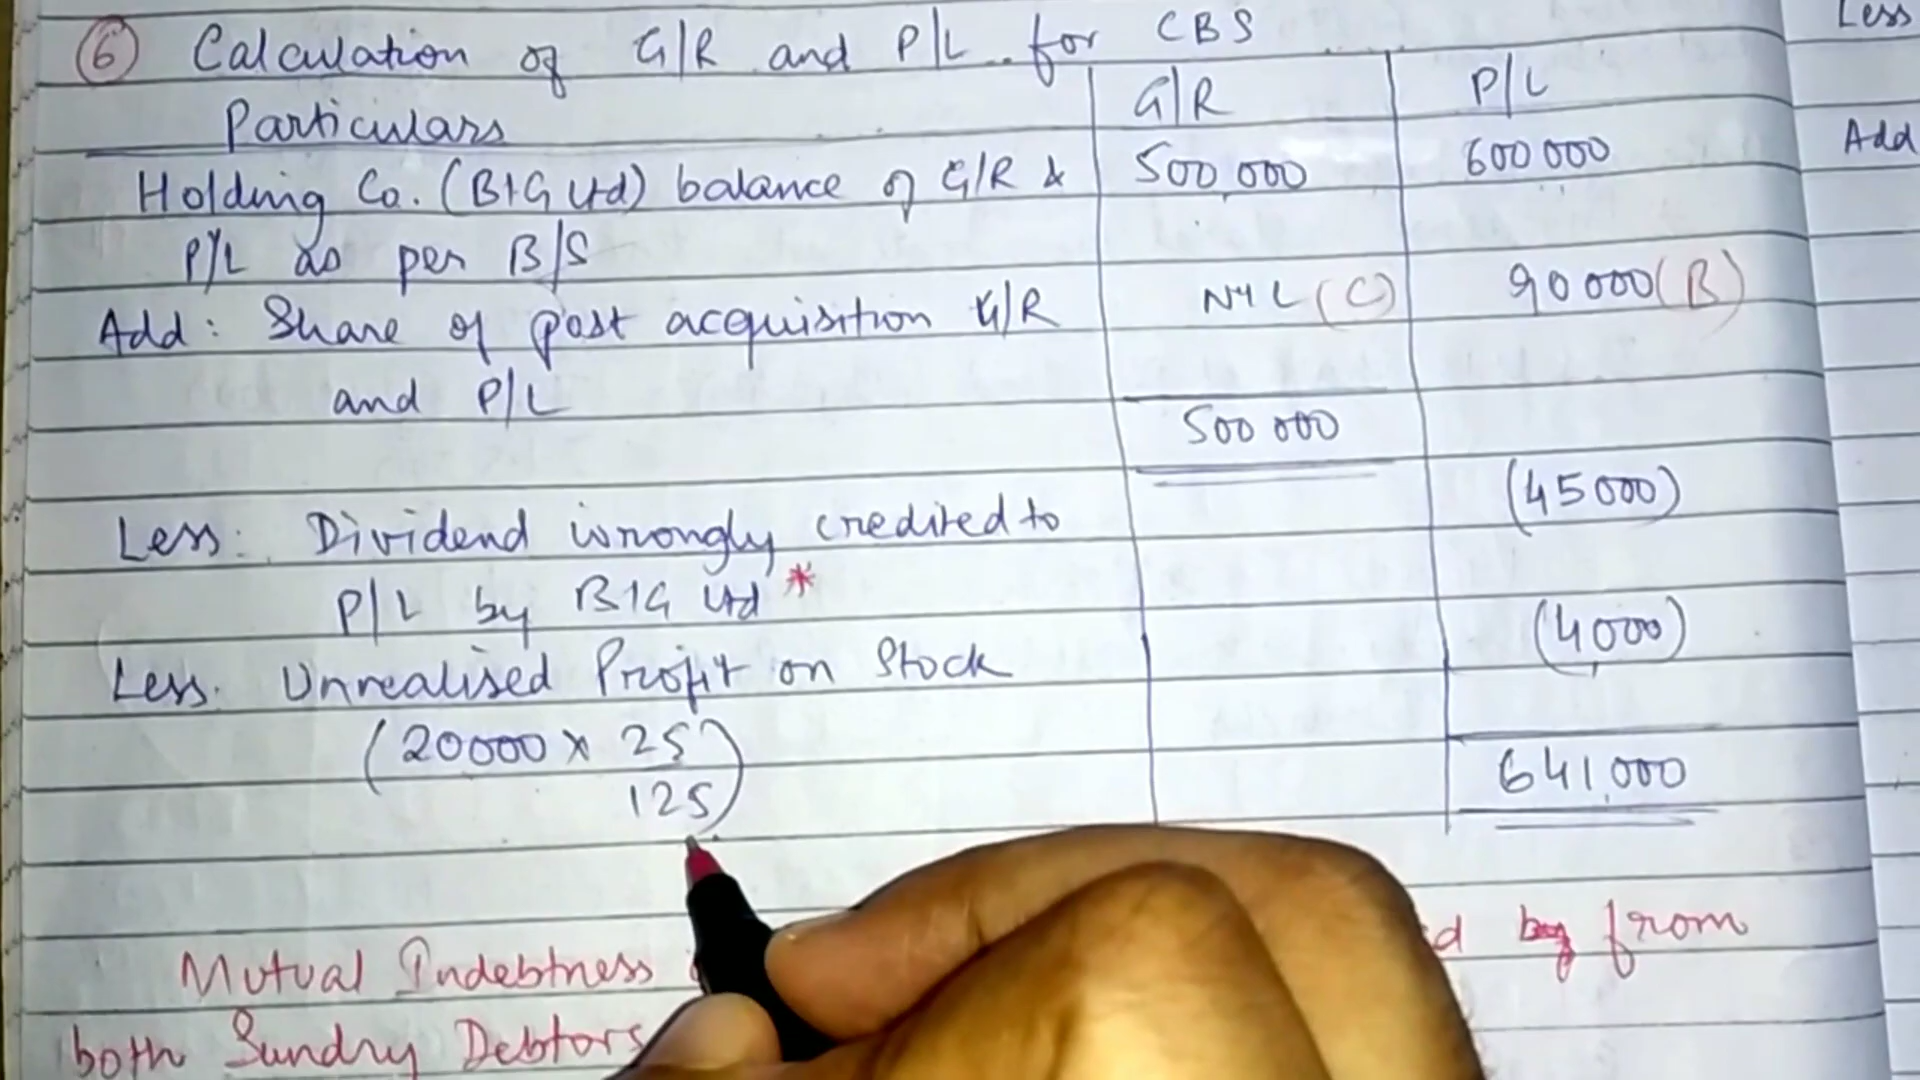 Less
6 Calculation of G/R and P/L for CBS
Particulars G/R P/L
Add
Holding Co. (BIG Ltd) balance of G/R & 500,000 600000
P/L as per B/S
Add: Share of post acquisition G/R NIL (C) 90000 (B)
and P/L
500000
Less: Dividend wrongly credited to (45000)
P/L by BIG Ltd *
Less. Unrealised Profit on Stock (4000)
(20000 x 25
125) 641,000
Mutual Indebtness from
both Sundry Debtors